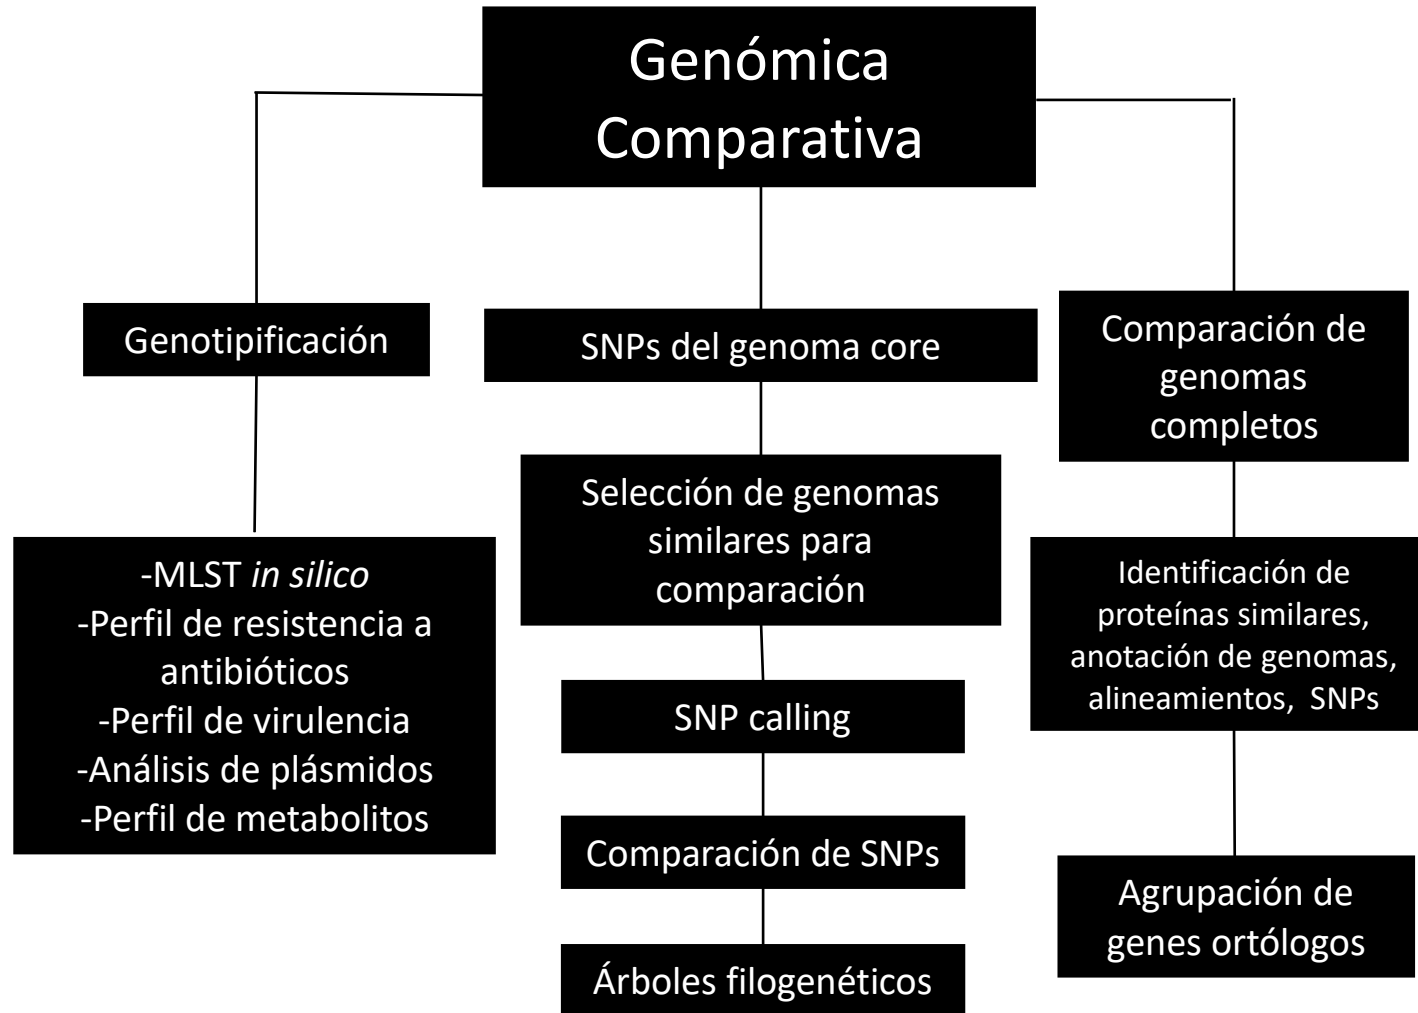 Genómica
Comparativa
Genotipificación
-MLST in silico
-Perfil de resistencia a
antibióticos
-Perfil de virulencia
-Análisis de plásmidos
-Perfil de metabolitos
SNPs del genoma core
Selección de genomas
similares para
comparación
SNP calling
Comparación de SNPs
Árboles filogenéticos
Comparación de
genomas
completos
Identificación de
proteínas similares,
anotación de genomas,
alineamientos, SNPs
Agrupación de
genes ortólogos